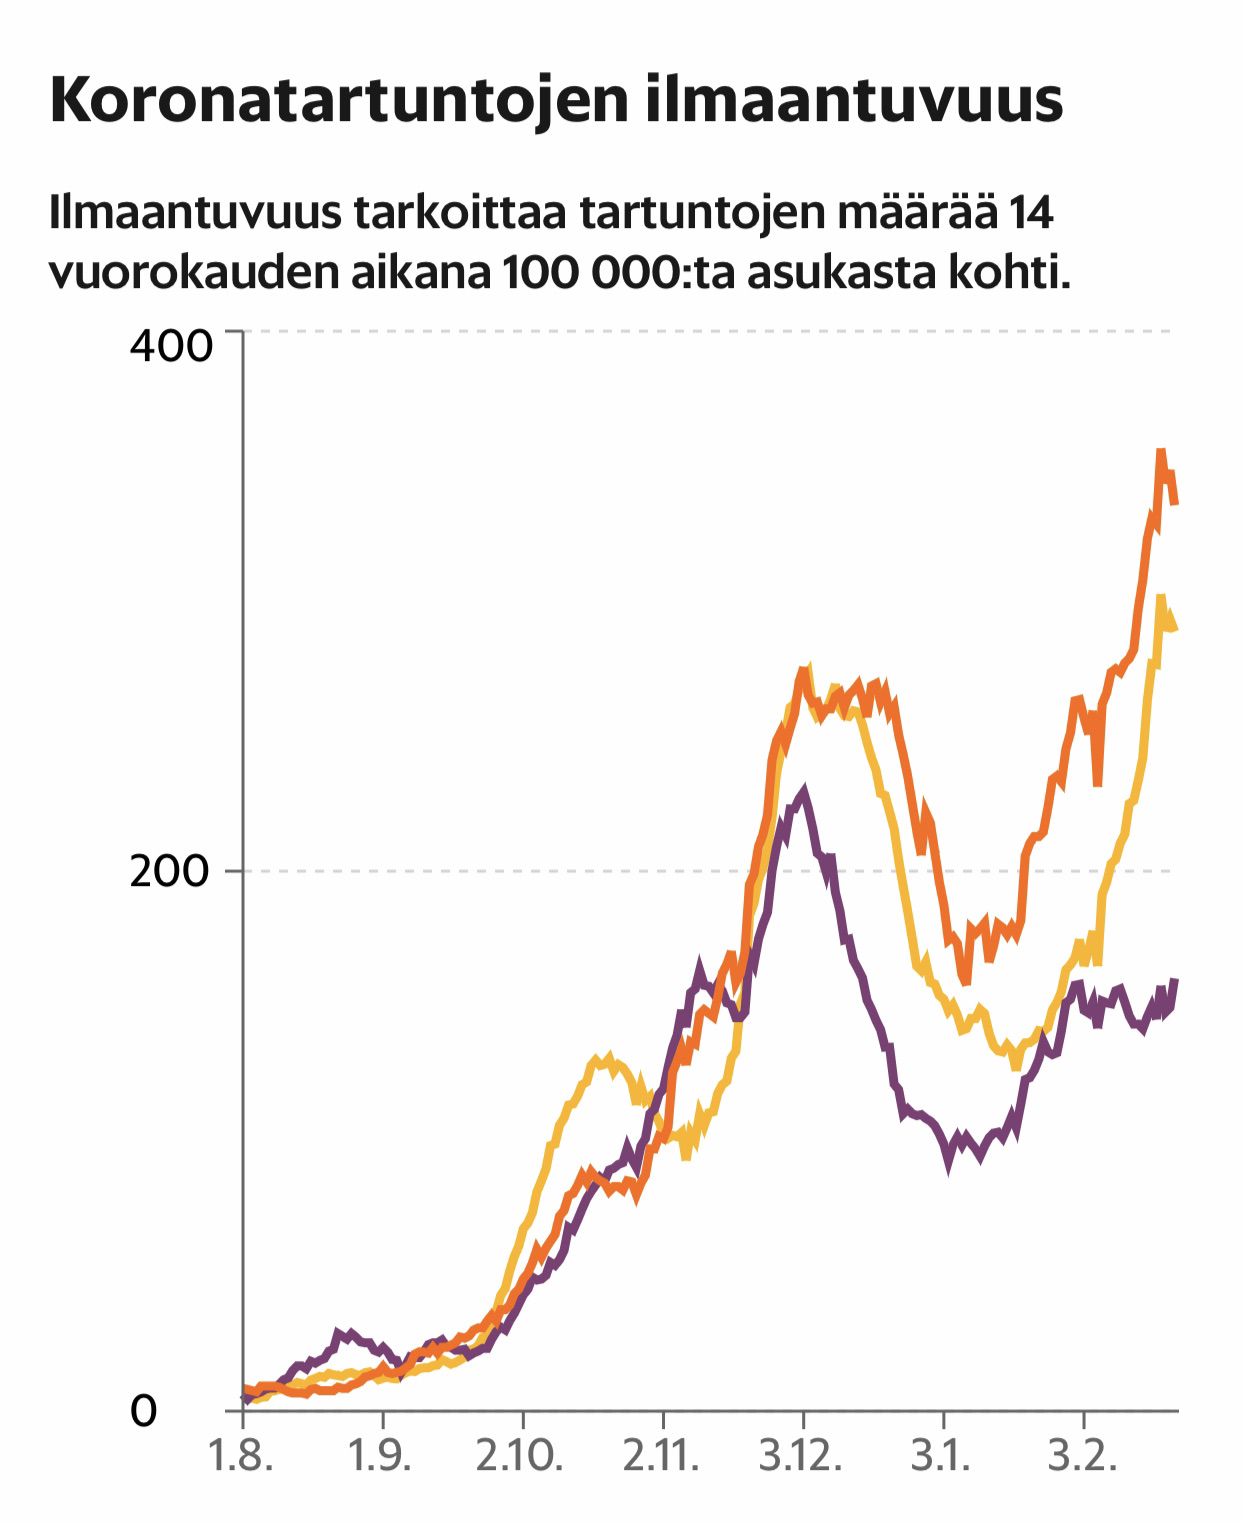 Koronatartuntojen ilmaantuvuus
Ilmaantuvuus tarkoittaa tartuntojen määrää 14
vuorokauden aikana 100 000:ta asukasta kohti.
400
200
0
1.8. 1.9. 2.10. 2.11. 3.12. 3.1. 3.2.